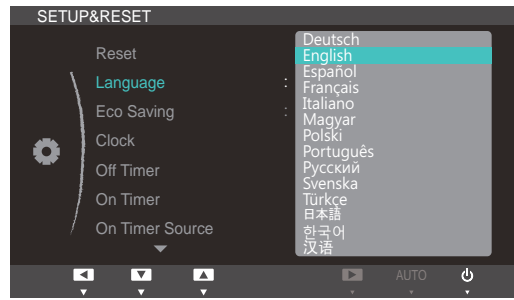 SETUP&RESET
Reset
Language :
Eco Saving :
Clock
Off Timer
On Timer
On Timer Source
Deutsch
English
Español
Français
Italiano
Magyar
Polski
Português
Русский
Svenska
Türkçe
日本語
한국어
汉语
AUTO